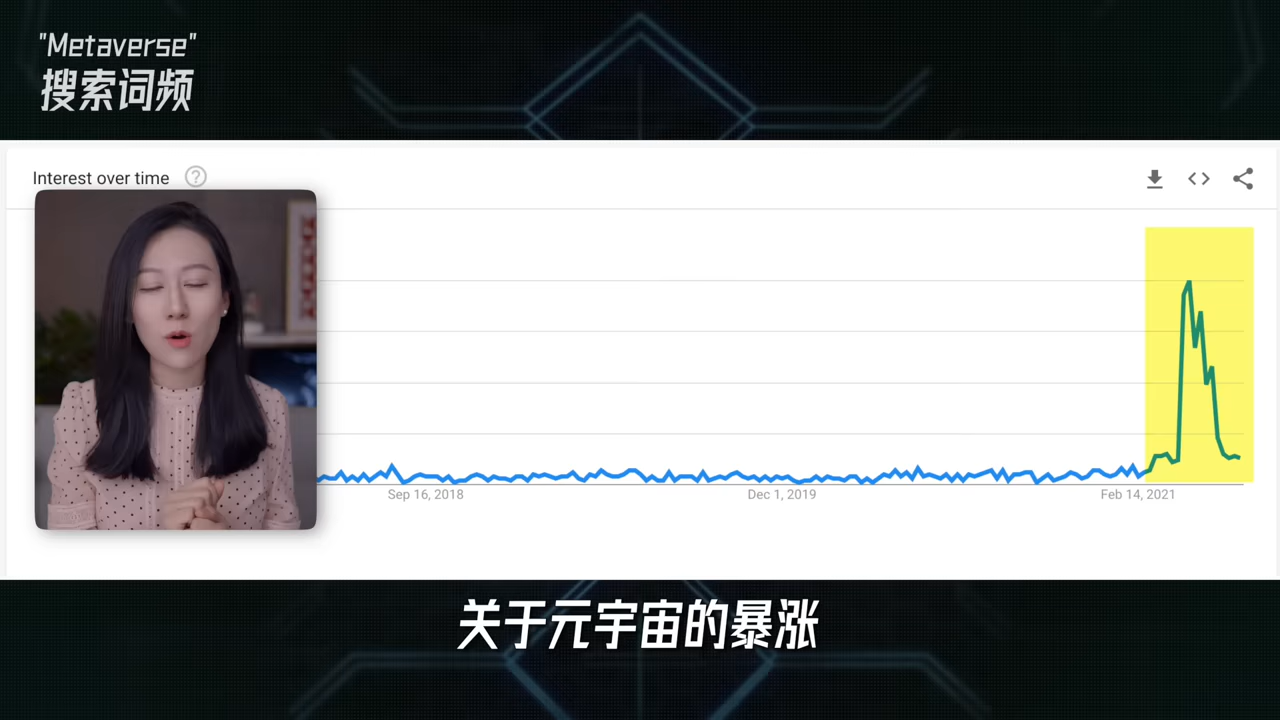 "Metaverse"
搜索词频
Interest over time
?
Sep 16, 2018
Dec 1, 2019
Feb 14, 2021
关于元宇宙的暴涨